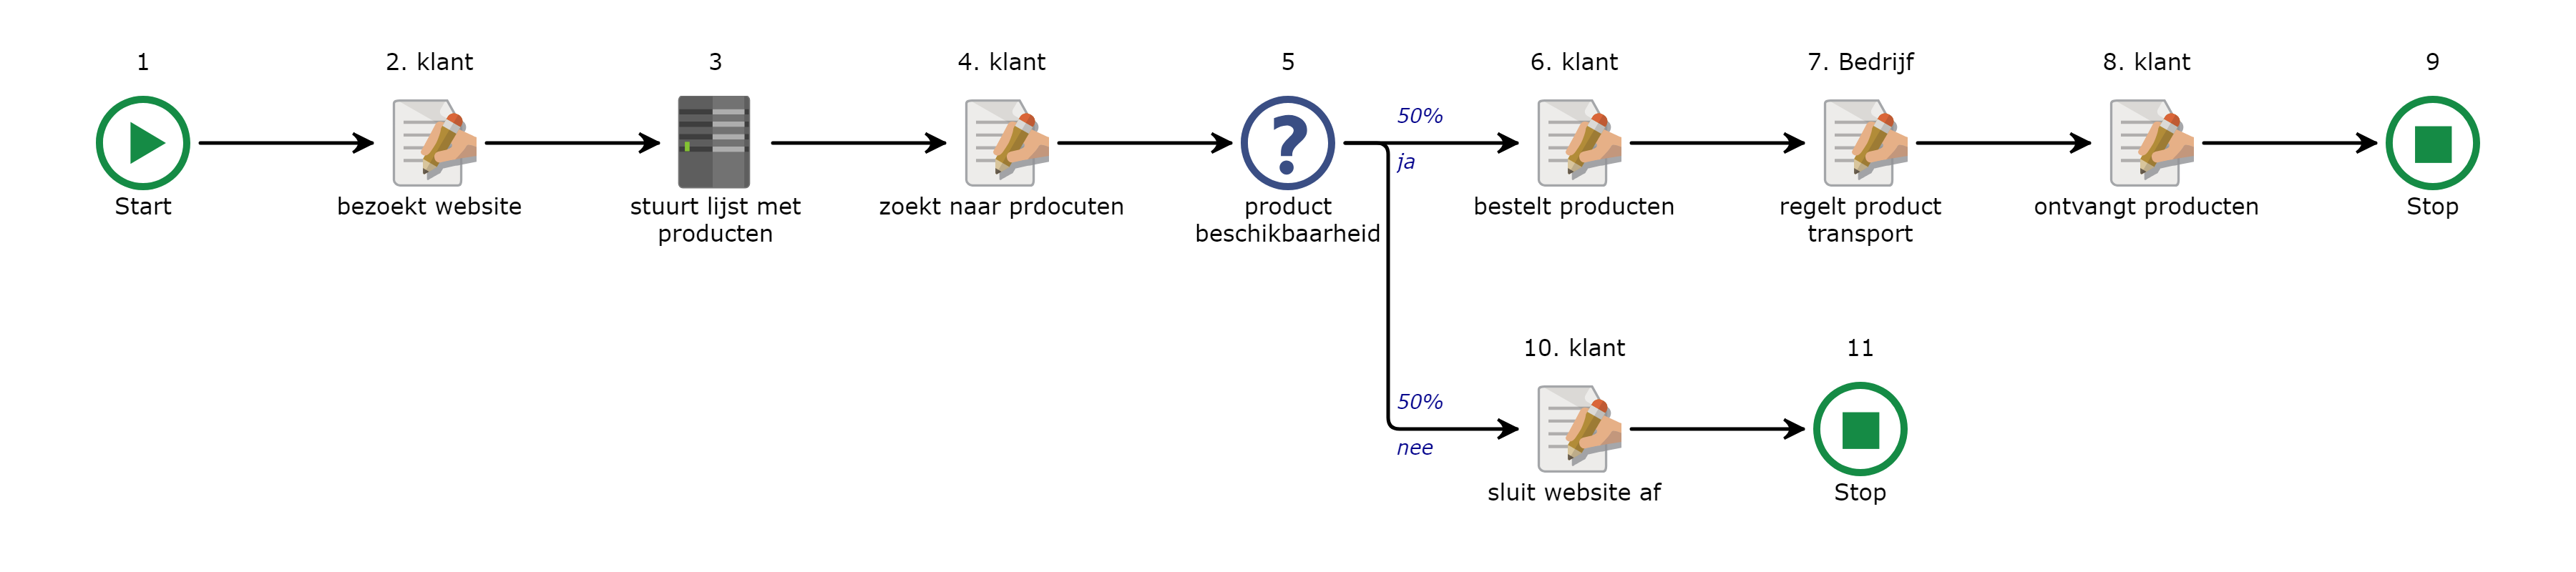 1
2. klant
3
4. klant
5
6. klant
7. Bedrijf
8. klant
9
50%
ja
Start
bezoekt website
stuurt lijst met
producten
zoekt naar prdocuten
product
beschikbaarheid
bestelt producten
regelt product
transport
ontvangt producten
Stop
10. klant
11
50%
nee
sluit website af
Stop